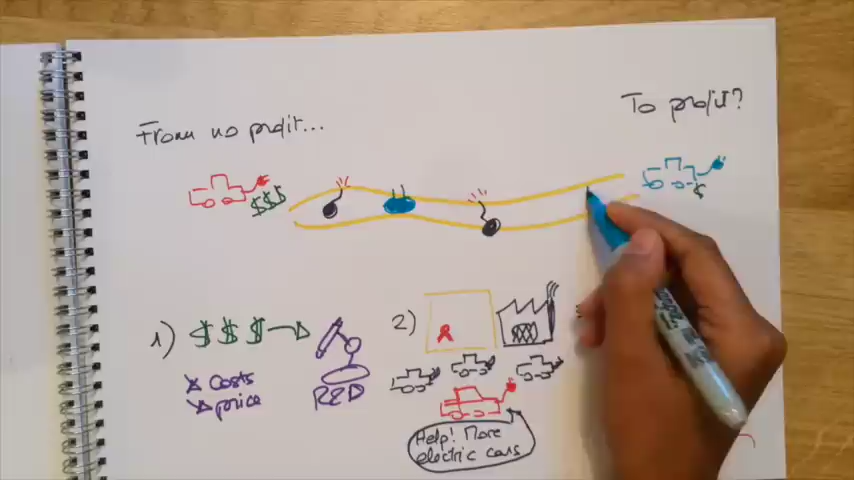 From no profit...
To profit?
$$$
$
1) $ $ $
costs
price
R&D
2)
Help! More
electric cars